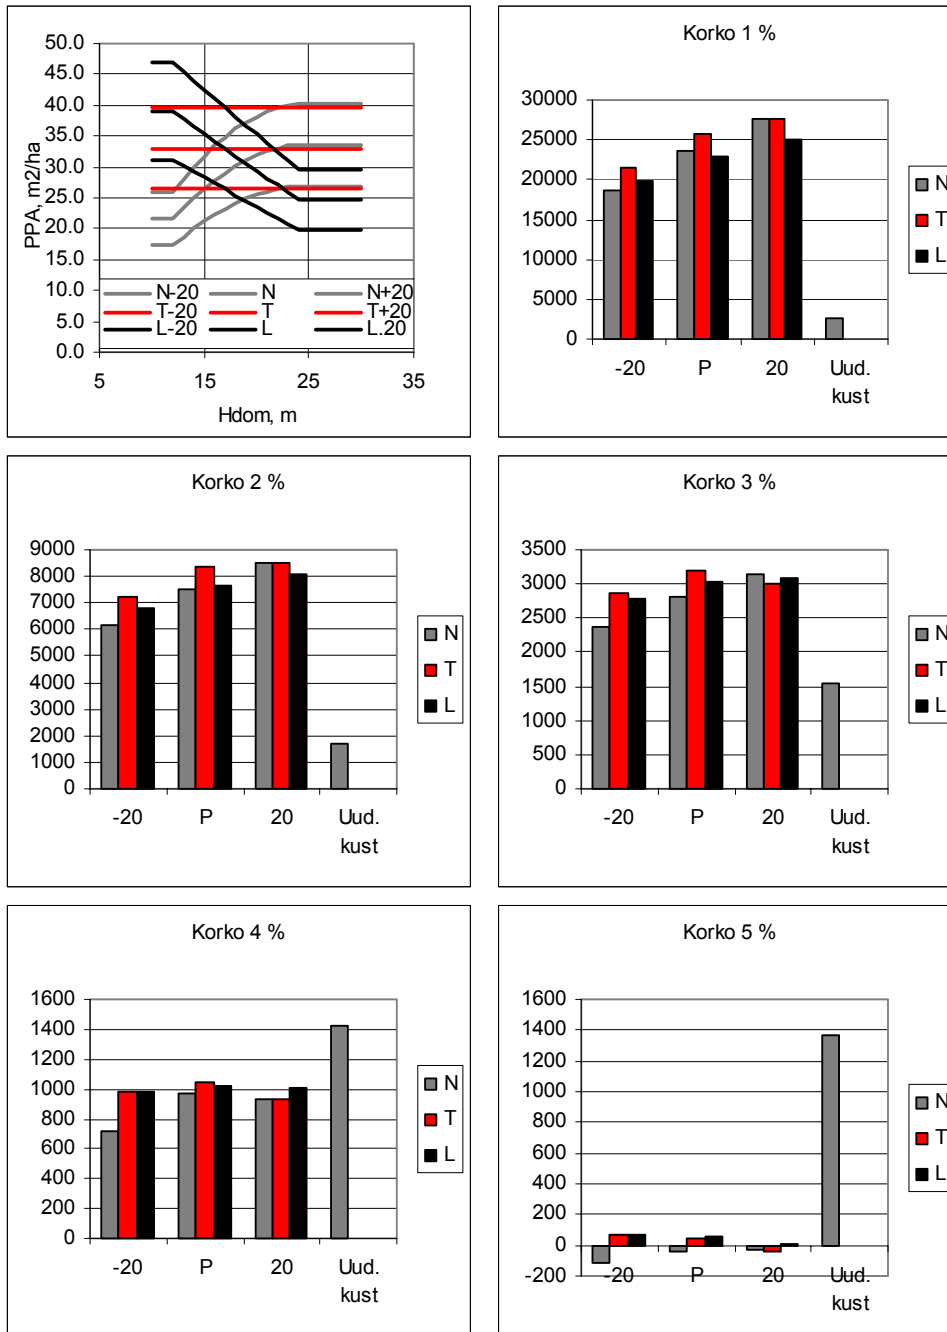 50.0
45.0
40.0
35.0
30.0
25.0
20.0
15.0
10.0
5.0
0.0
PPA, m2/ha
N-20 N N+20
T-20 T T+20
L-20 L L.20
5 15 25 35
Hdom, m
Korko 1 %
30000
25000
20000
15000
10000
5000
0
-20 P 20 Uud.
kust
N
T
L
Korko 2 %
9000
8000
7000
6000
5000
4000
3000
2000
1000
0
-20 P 20 Uud.
kust
N
T
L
Korko 3 %
3500
3000
2500
2000
1500
1000
500
0
-20 P 20 Uud.
kust
N
T
L
Korko 4 %
1600
1400
1200
1000
800
600
400
200
0
-20 P 20 Uud.
kust
N
T
L
Korko 5 %
1600
1400
1200
1000
800
600
400
200
0
-200
-20 P 20 Uud.
kust
N
T
L